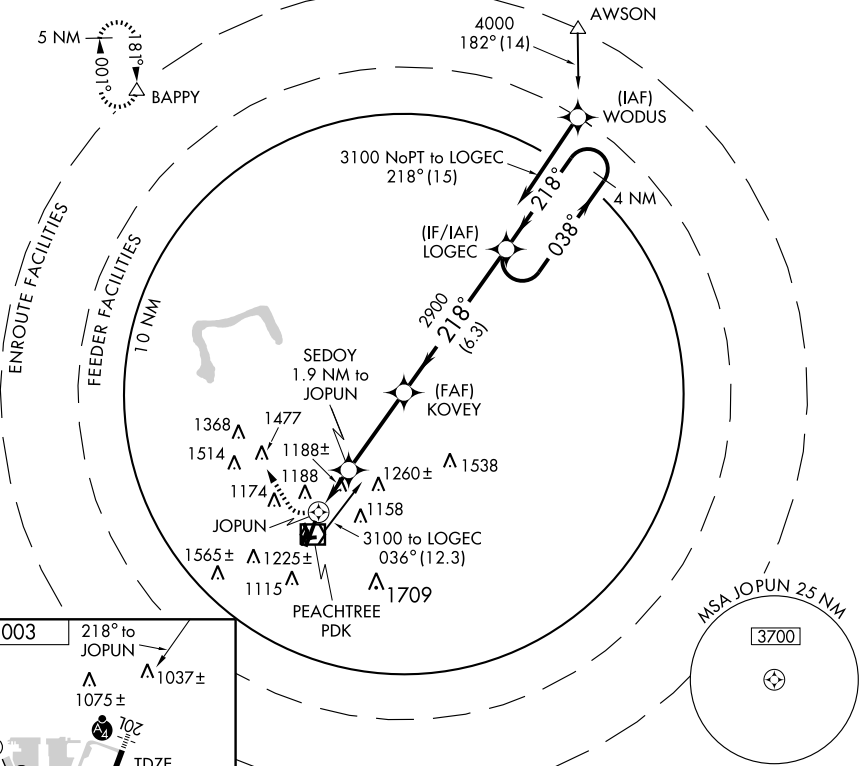 AWSON
4000
182° (14)
5 NM
181°
001°
BAPPY
(IAF)
WODUS
3100 NoPT to LOGEC
218° (15)
218°
4 NM
038°
(IF/IAF)
LOGEC
ENROUTE FACILITIES
FEEDER FACILITIES
10 NM
2900
218°
(6.3)
SEDOY
1.9 NM to
JOPUN
(FAF)
KOVEY
1368
1477
1514
1188±
1188
1260±
1538
1174
1158
JOPUN
3100 to LOGEC
036° (12.3)
1565±
1225±
1115
1709
PEACHTREE
PDK
MSA JOPUN 25 NM
3700
003
218° to
JOPUN
1037±
1075±
A4
20L
TDZE